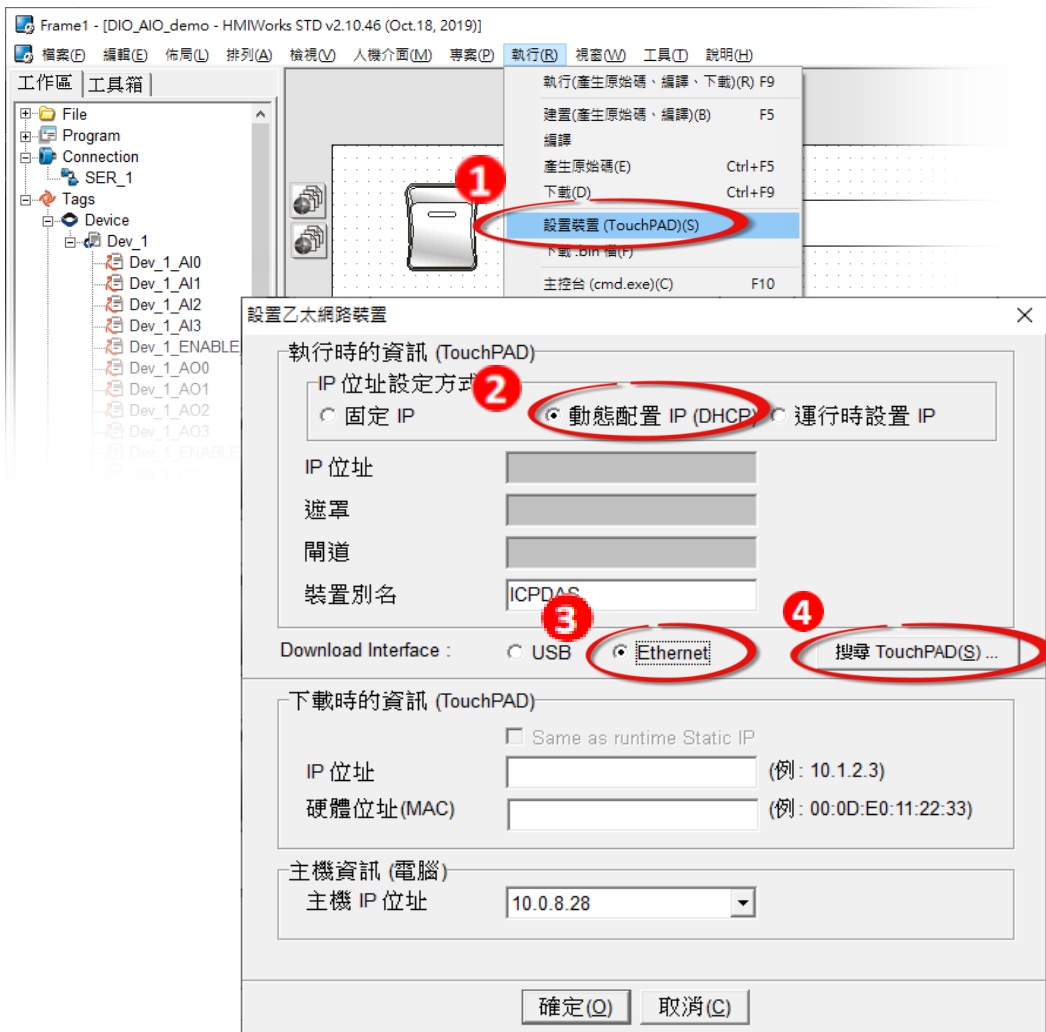 Frame1 - [DIO_AIO_demo - HMIWorks STD v2.10.46 (Oct.18, 2019)]
檔案(F) 編輯(E) 佈局(L) 排列(A) 檢視(V) 人機介面(M) 專案(P) 執行(R) 視窗(W) 工具(T) 說明(H)
工作區 工具箱
執行(產生原始碼、編譯、下載)(R) F9
建置(產生原始碼、編譯)(B) F5
編譯
產生原始碼(E) Ctrl+F5
下載(D) Ctrl+F9
1
設置裝置 (TouchPAD)(S)
下載 .bin 檔(F)
主控台 (cmd.exe)(C) F10
File
Program
Connection
SER_1
Tags
Device
Dev_1
Dev_1_AI0
Dev_1_AI1
Dev_1_AI2
Dev_1_AI3
Dev_1_ENABLE
Dev_1_AO0
Dev_1_AO1
Dev_1_AO2
Dev_1_AO3
Dev_1_ENABLE
設置乙太網路裝置
執行時的資訊 (TouchPAD)
IP 位址設定方式
2
固定 IP 動態配置 IP (DHCP) 運行時設置 IP
IP 位址
遮罩
閘道
裝置別名 ICPDAS
3 4
Download Interface : USB Ethernet 搜尋 TouchPAD(S) ...
下載時的資訊 (TouchPAD)
Same as runtime Static IP
IP 位址 (例 : 10.1.2.3)
硬體位址(MAC) (例 : 00:0D:E0:11:22:33)
主機資訊 (電腦)
主機 IP 位址 10.0.8.28
確定(O) 取消(C)